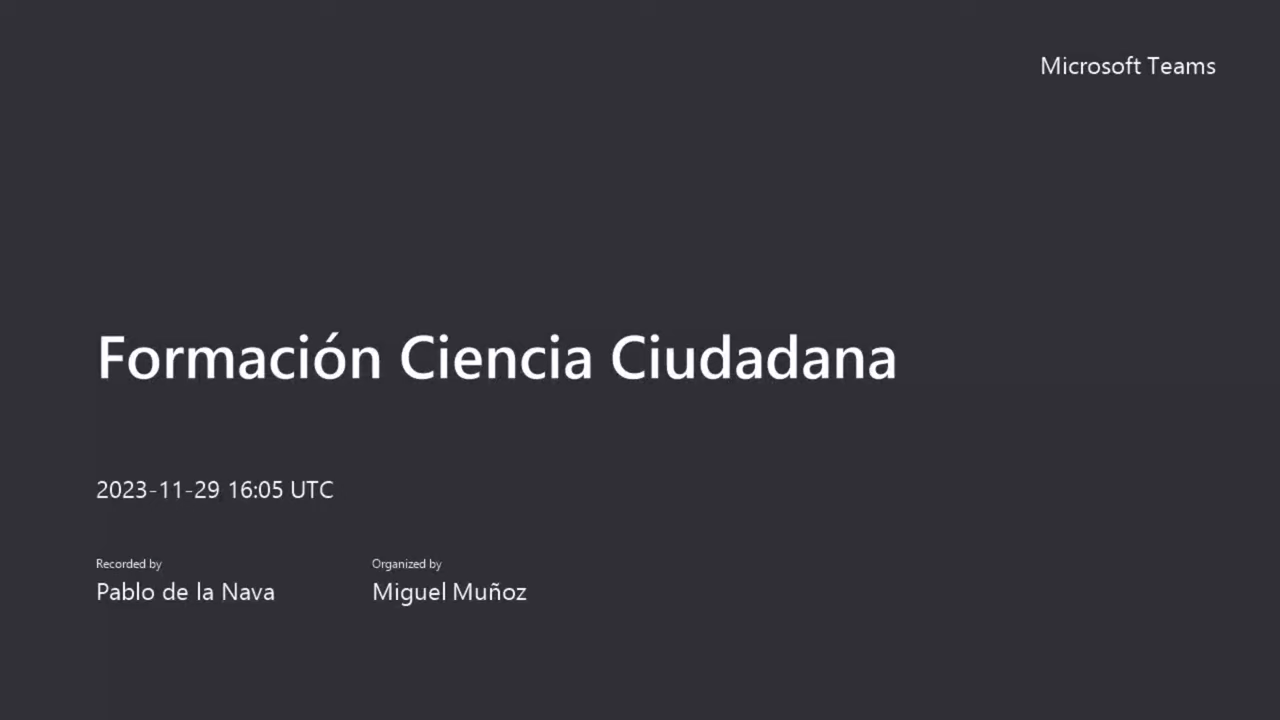 Microsoft Teams
Formación Ciencia Ciudadana
2023-11-29 16:05 UTC
Recorded by
Pablo de la Nava
Organized by
Miguel Muñoz